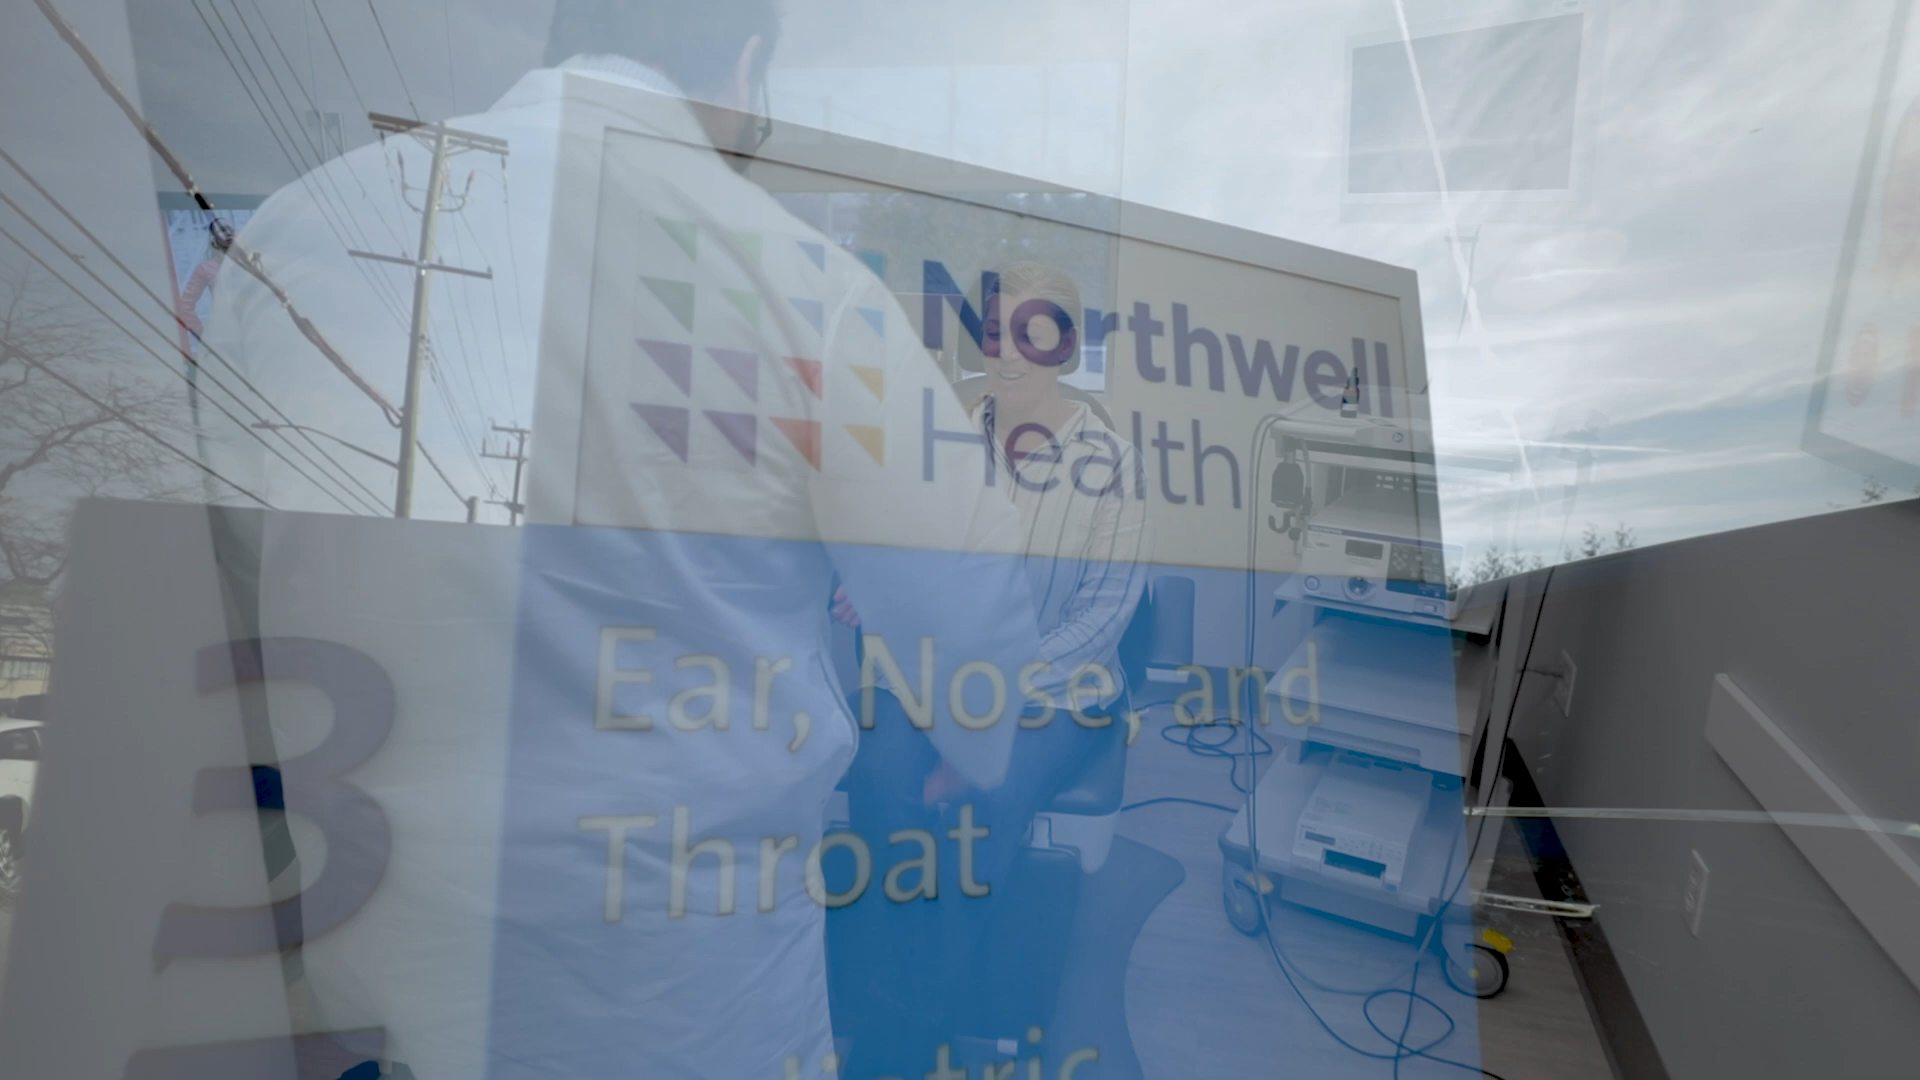 Northwell
Health
3
Ear, Nose, and
Throat